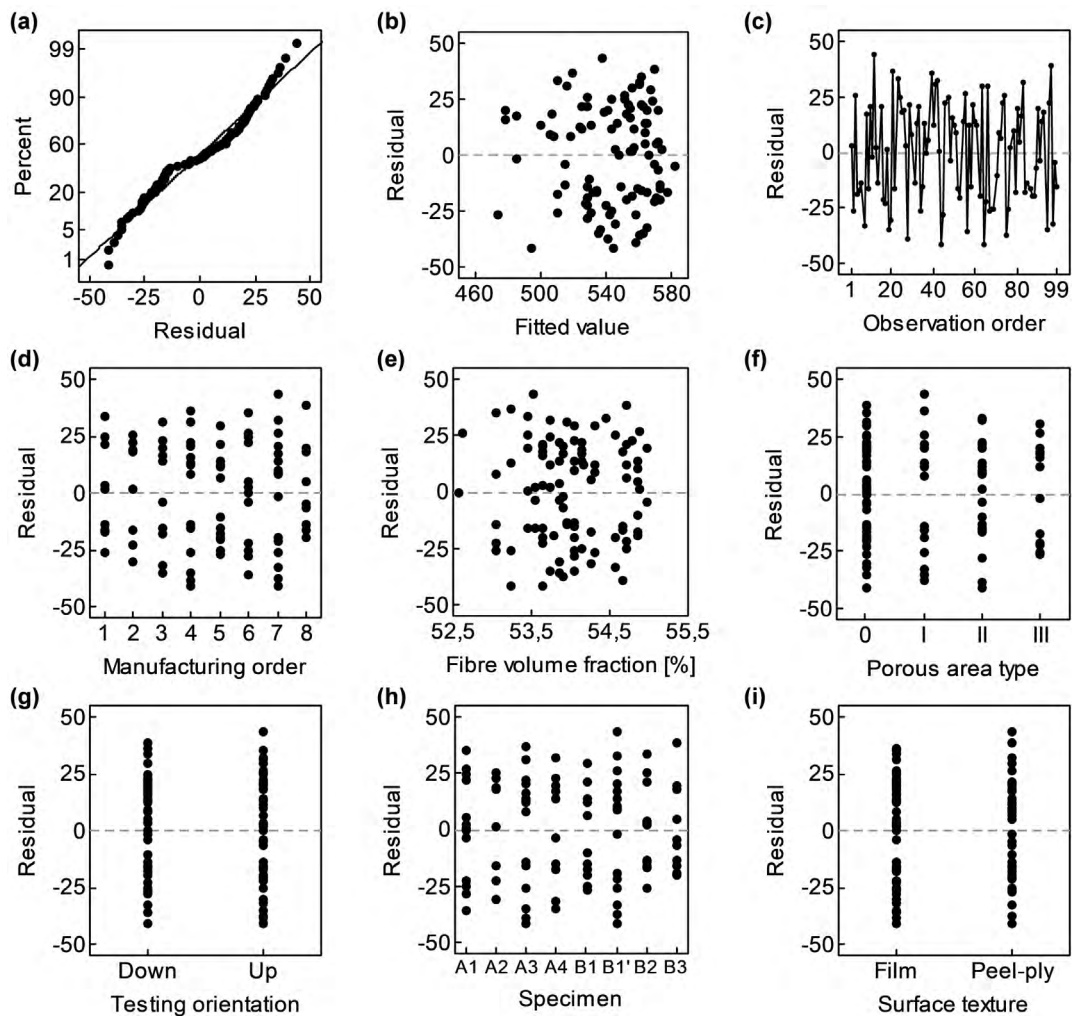 (a)
Percent
99
90
60
20
5
1
-50 -25 0 25 50
Residual
(b)
Residual
50
25
0
-25
-50
460 500 540 580
Fitted value
(c)
Residual
50
25
0
-25
-50
1 20 40 60 80 99
Observation order
(d)
Residual
50
25
0
-25
-50
1 2 3 4 5 6 7 8
Manufacturing order
(e)
Residual
50
25
0
-25
-50
52,5 53,5 54,5 55,5
Fibre volume fraction [%]
(f)
Residual
50
25
0
-25
-50
0 I II III
Porous area type
(g)
Residual
50
25
0
-25
-50
Down Up
Testing orientation
(h)
Residual
50
25
0
-25
-50
A1 A2 A3 A4 B1 B1' B2 B3
Specimen
(i)
Residual
50
25
0
-25
-50
Film Peel-ply
Surface texture